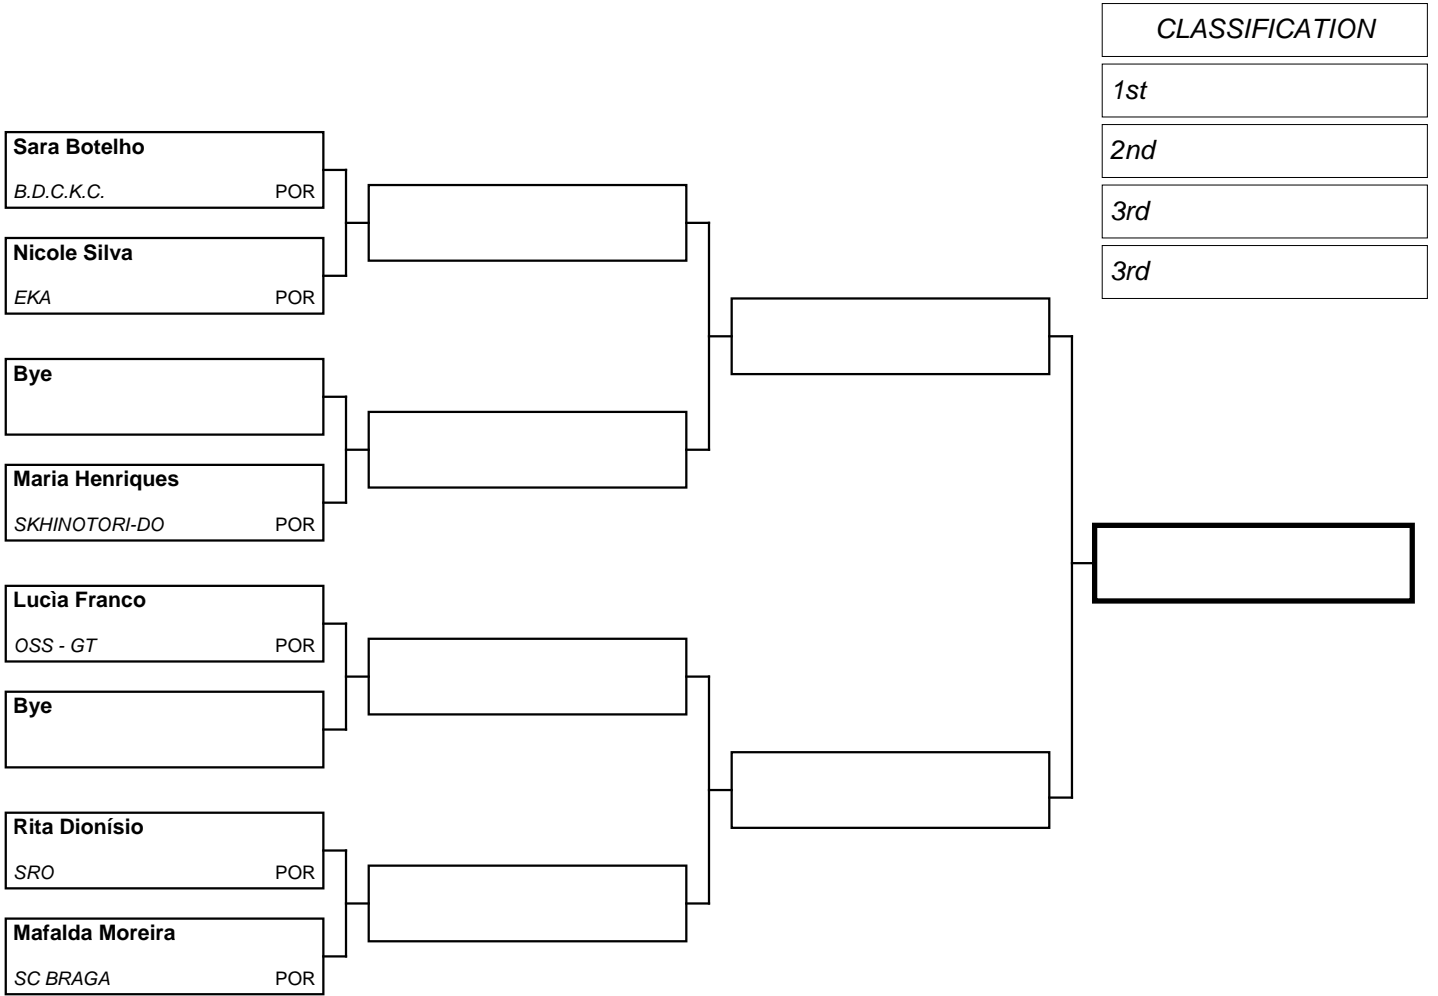 CLASSIFICATION
1st
2nd
3rd
3rd
Sara Botelho
B.D.C.K.C. POR
Nicole Silva
EKA POR
Bye
Maria Henriques
SKHINOTORI-DO POR
Lucìa Franco
OSS - GT POR
Bye
Rita Dionísio
SRO POR
Mafalda Moreira
SC BRAGA POR